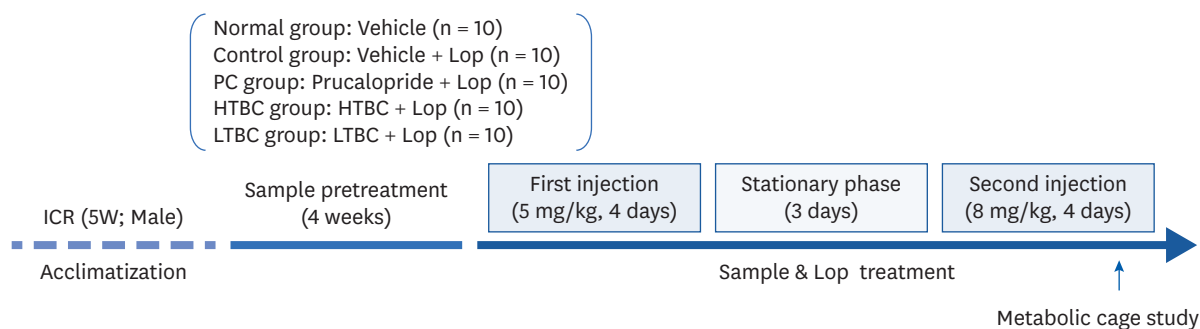 Normal group: Vehicle (n = 10)
Control group: Vehicle + Lop (n = 10)
PC group: Prucalopride + Lop (n = 10)
HTBC group: HTBC + Lop (n = 10)
LTBC group: LTBC + Lop (n = 10)
ICR (5W; Male)
Acclimatization
Sample pretreatment
(4 weeks)
First injection
(5 mg/kg, 4 days)
Stationary phase
(3 days)
Second injection
(8 mg/kg, 4 days)
Sample & Lop treatment
Metabolic cage study